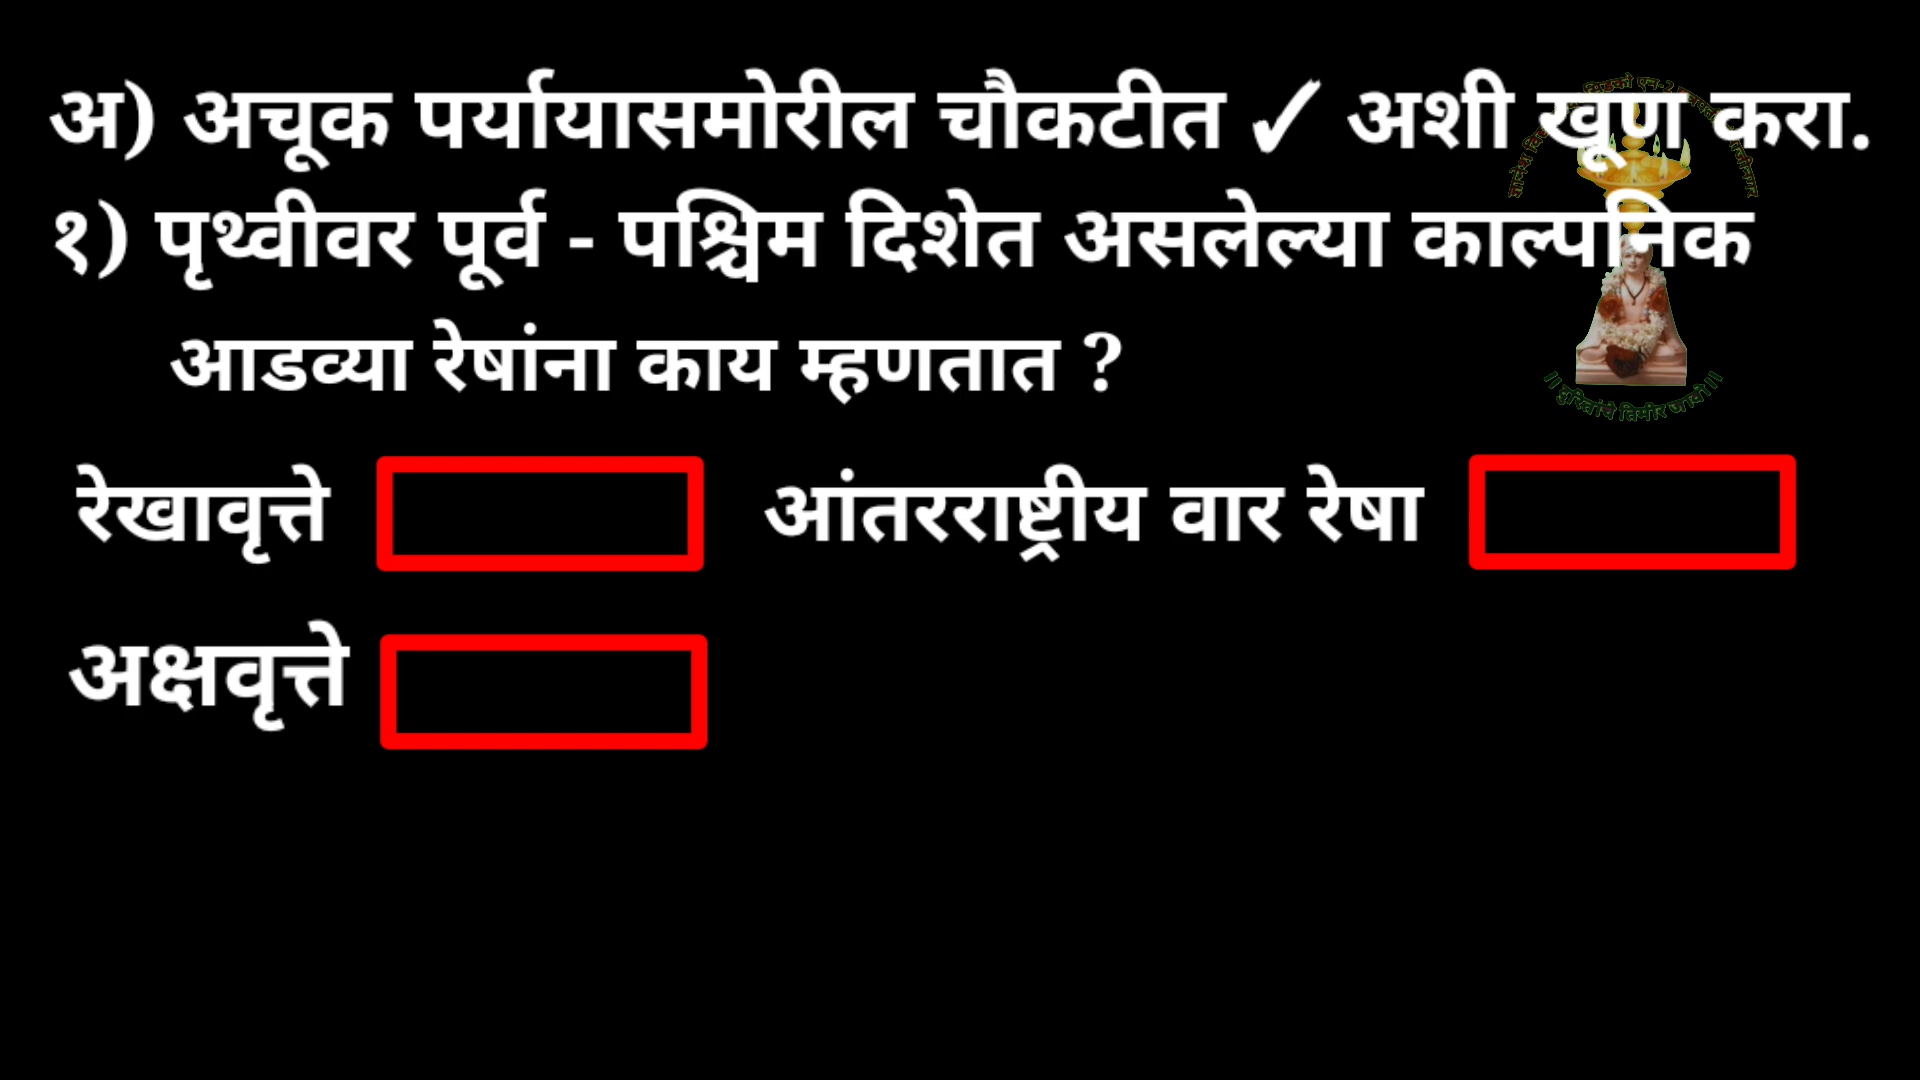 अ) अचूक पर्यायासमोरील चौकटीत ✓ अशी खूण करा.
१) पृथ्वीवर पूर्व - पश्चिम दिशेत असलेल्या काल्पनिक
आडव्या रेषांना काय म्हणतात ?
रेखावृत्ते आंतरराष्ट्रीय वार रेषा
अक्षवृत्ते
।। दुरितांचे तिमीर जावो ।।